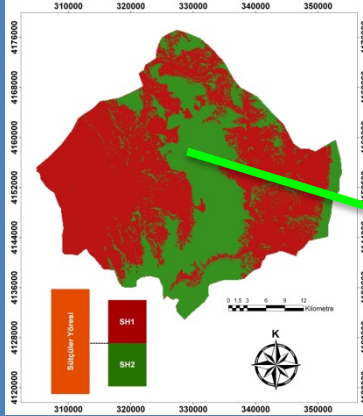 310000 320000 330000 340000 350000
4176000
4168000
4160000
4152000
4144000
4136000
4128000
4120000
0 1,5 3 6 9 12
Kilometre
K
Sütçüler Yöresi
SH1
SH2
310000 320000 330000 340000 350000